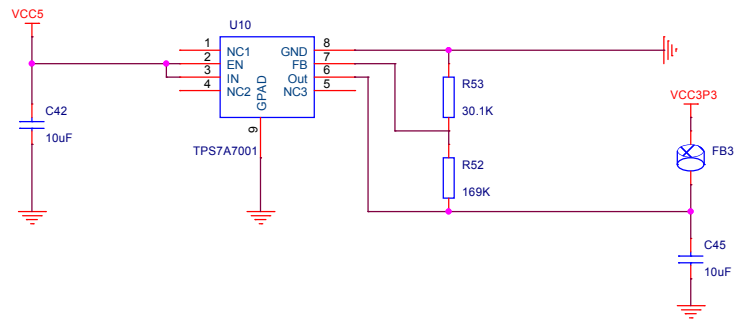 VCC5
U10
1 NC1 GND 8
2 EN FB 7
3 IN Out 6
4 NC2 NC3 5
GPAD
9
TPS7A7001
C42
10uF
R53
30.1K
R52
169K
VCC3P3
FB3
C45
10uF